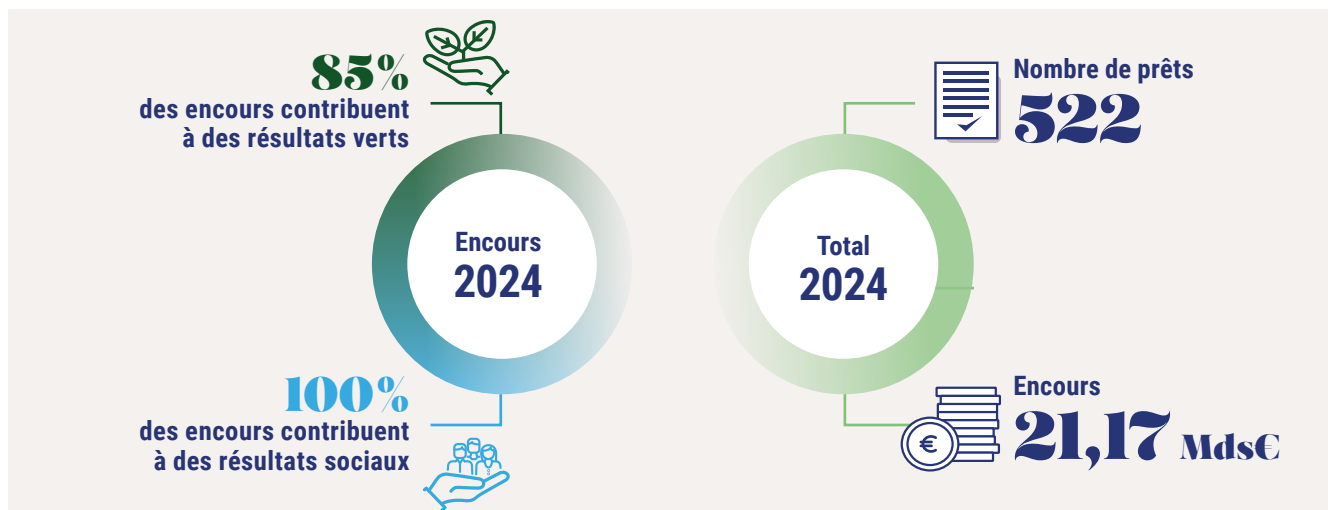 85%
des encours contribuent
à des résultats verts
Encours
2024
100%
des encours contribuent
à des résultats sociaux
Nombre de prêts
522
Total
2024
€
Encours
21,17 Mds€